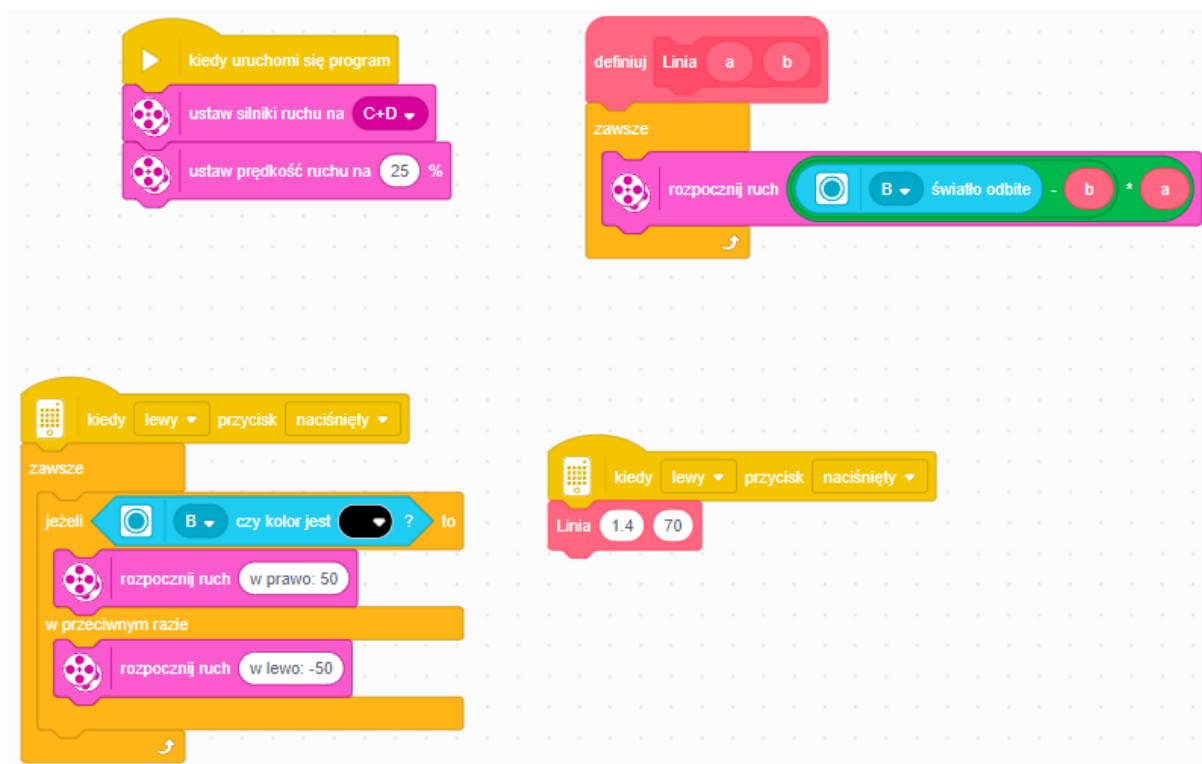 kiedy uruchomi się program
ustaw silniki ruchu na C+D
ustaw prędkość ruchu na 25 %
definiuj Linia a b
zawsze
rozpocznij ruch B światło odbite - b * a
kiedy lewy przycisk naciśnięty
zawsze
jeżeli B czy kolor jest ? to
rozpocznij ruch w prawo: 50
w przeciwnym razie
rozpocznij ruch w lewo: -50
kiedy lewy przycisk naciśnięty
Linia 1.4 70